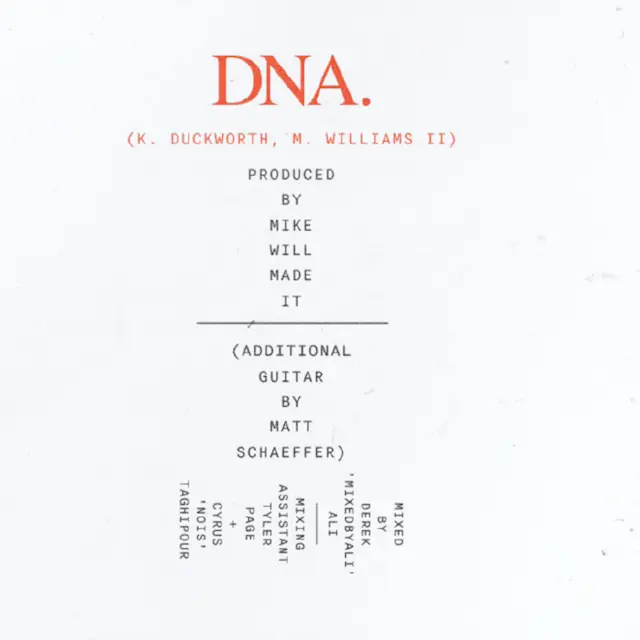 DNA.
(K. DUCKWORTH, M. WILLIAMS II)
PRODUCED
BY
MIKE
WILL
MADE
IT
(ADDITIONAL
GUITAR
BY
MATT
SCHAEFFER)
MIXED
BY
DEREK
'MIXEDBYALI'
ALI
MIXING
ASSISTANT
TYLER
PAGE
+
CYRUS
'NOIS'
TAGHIPOUR